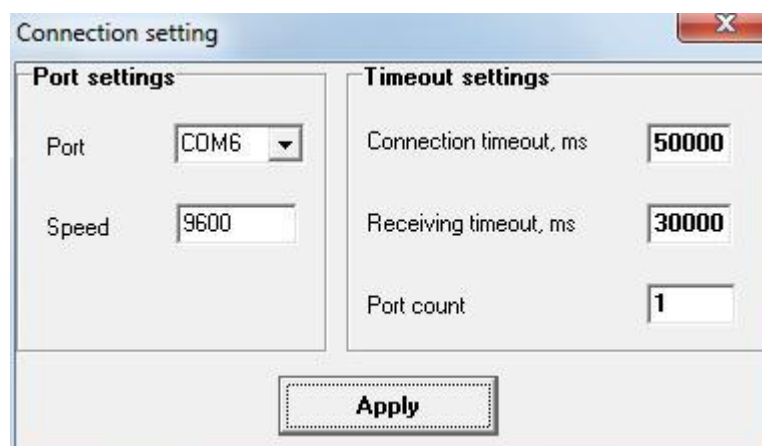 Connection setting
Port settings
Port COM6
Speed 9600
Timeout settings
Connection timeout, ms 50000
Receiving timeout, ms 30000
Port count 1
Apply